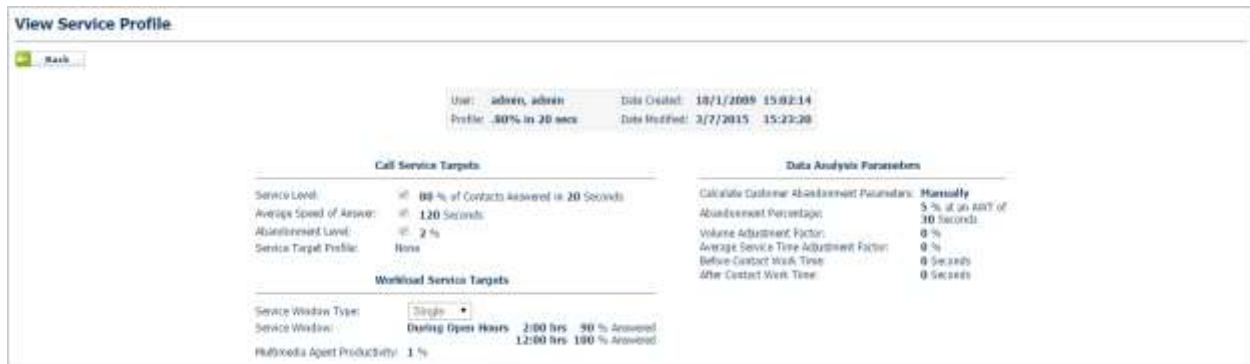 View Service Profile
Back
User: admin, admin Date Created: 10/1/2009 15:02:14
Profile: .80% in 20 secs Date Modified: 3/7/2015 15:23:20
Call Service Targets
Service Level: 80 % of Contacts Answered in 20 Seconds
Average Speed of Answer: 120 Seconds
Abandonment Level: 2 %
Service Target Profile: None
Workload Service Targets
Service Window Type: Single
Service Window: During Open Hours 2:00 hrs 90 % Answered
12:00 hrs 100 % Answered
Multimedia Agent Productivity: 1 %
Data Analysis Parameters
Calculate Customer Abandonment Parameters: Manually
Abandonment Percentage: 5 % at an AWT of
30 Seconds
Volume Adjustment Factor: 0 %
Average Service Time Adjustment Factor: 0 %
Before Contact Work Time: 0 Seconds
After Contact Work Time: 0 Seconds